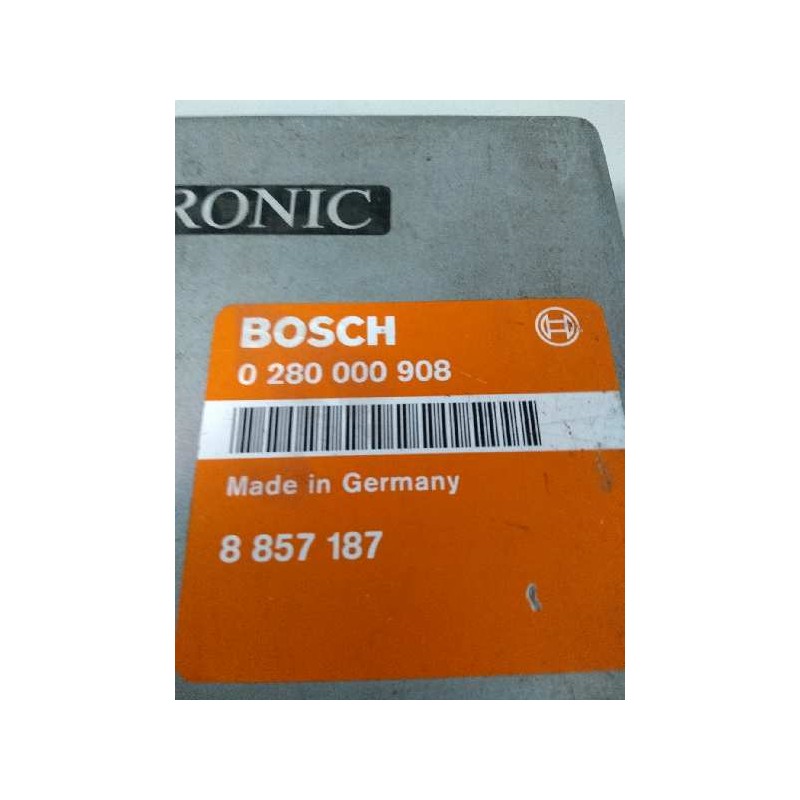 RONIC
BOSCH
0 280 000 908
Made in Germany
8 857 187